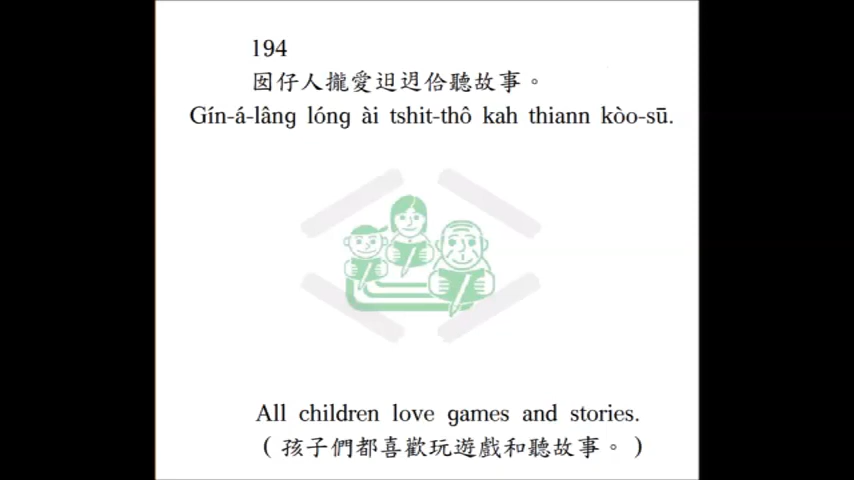 194
囡仔人攏愛𨑨迌佮聽故事。
Gín-á-lâng lóng ài tshit-thô kah thiann kòo-sū.
All children love games and stories.
(孩子們都喜歡玩遊戲和聽故事。)